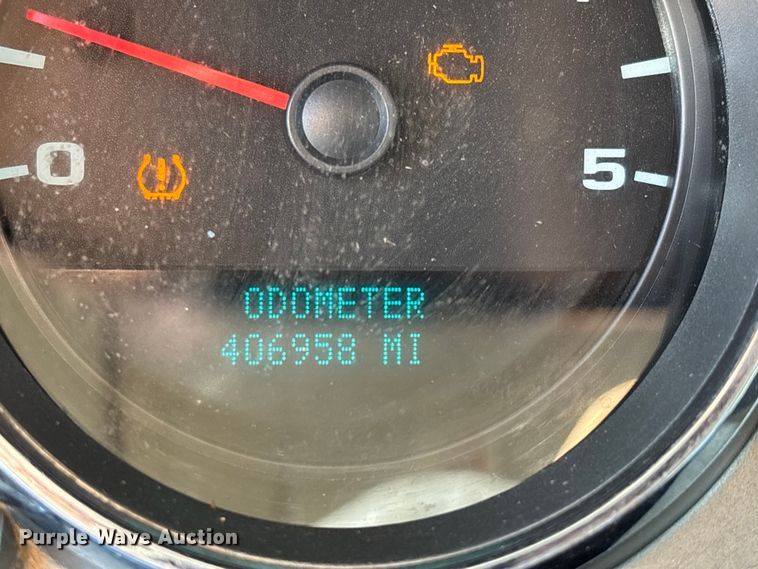 0
5
ODOMETER
406958 MI
Purple Wave Auction